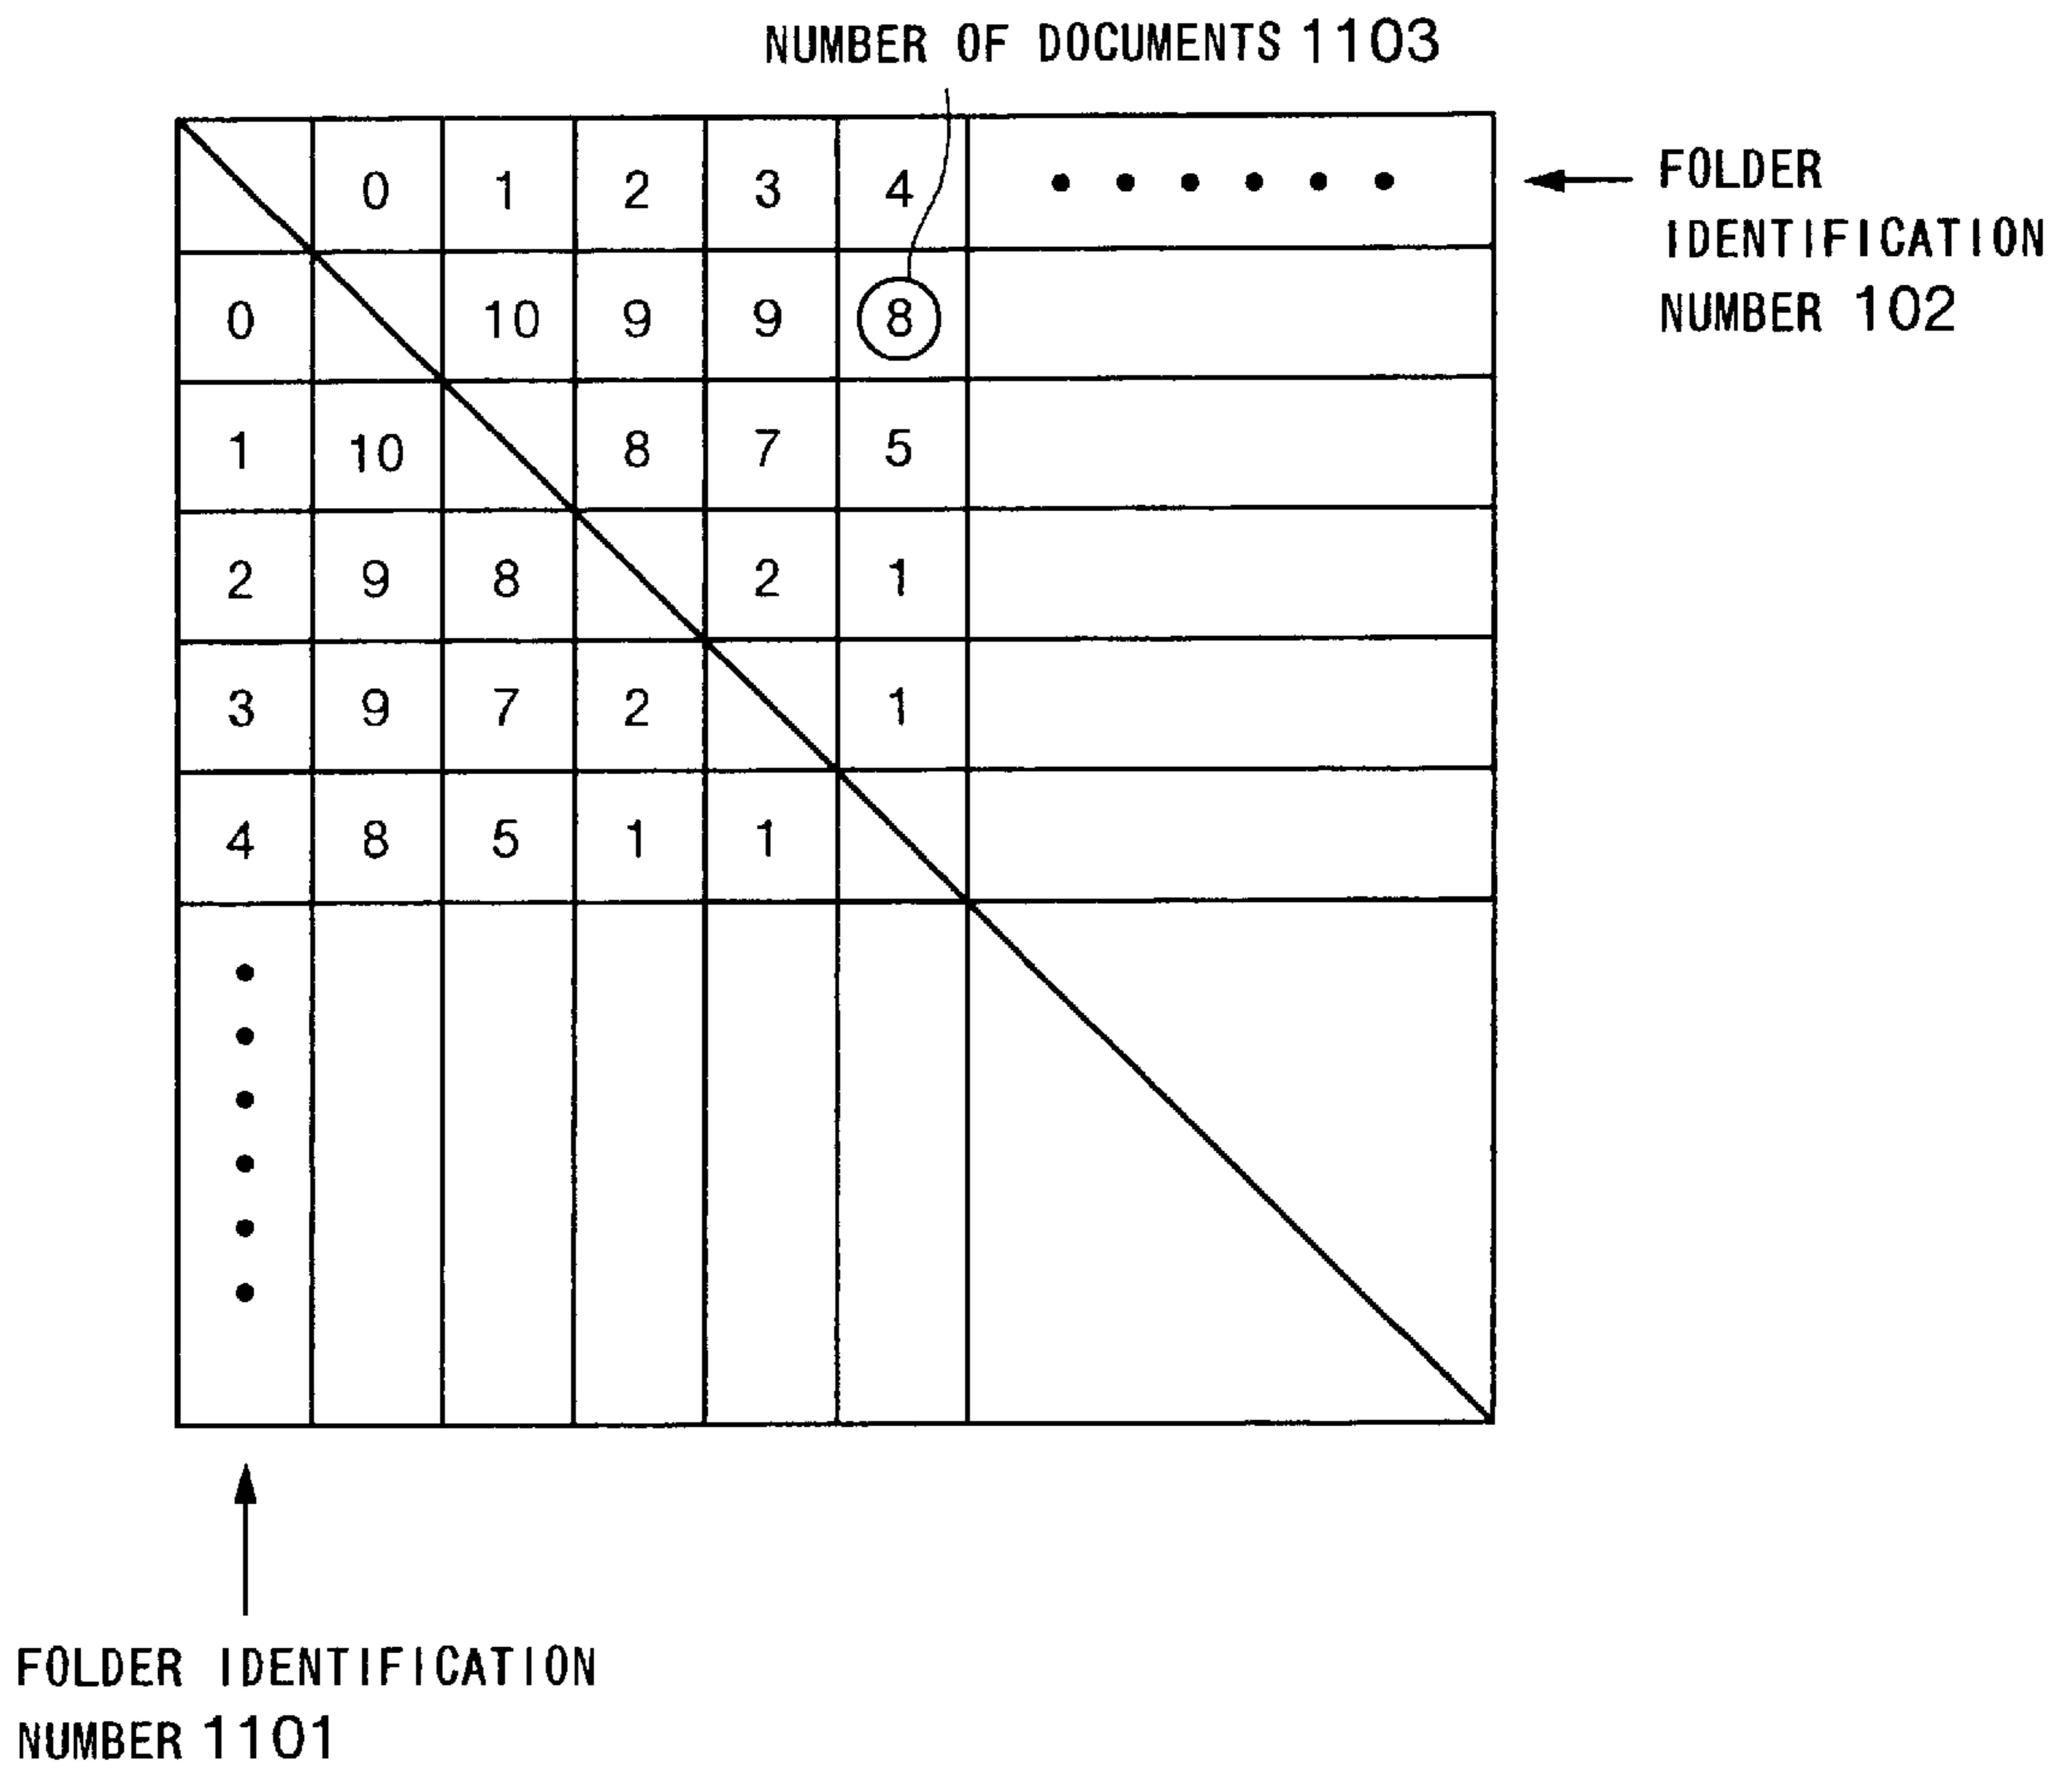 NUMBER OF DOCUMENTS 1103
0 1 2 3 4 • • • • • •
FOLDER
IDENTIFICATION
NUMBER 102
0 10 9 9 8
1 10 8 7 5
2 9 8 2 1
3 9 7 2 1
4 8 5 1 1
FOLDER IDENTIFICATION
NUMBER 1101